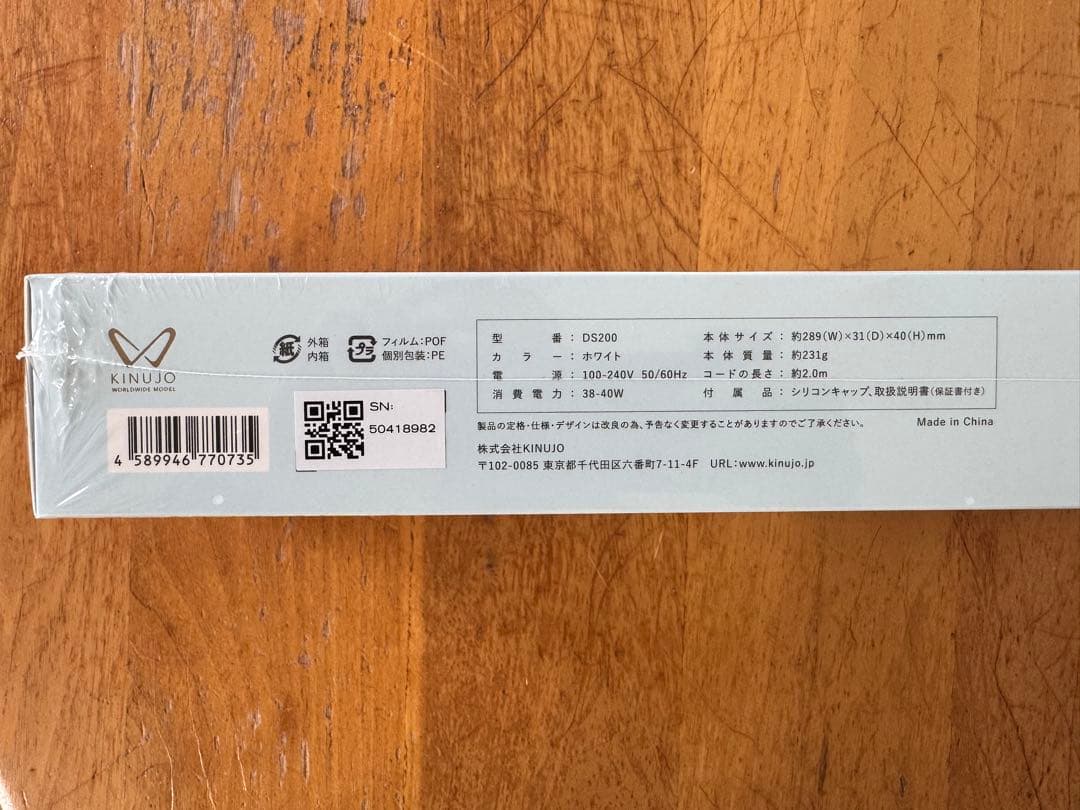 KINUJO
WORLDWIDE MODEL
紙
外箱
内箱
プラ
フィルム:POF
個別包装:PE
4 589946 770735
SN:
50418982
型番:DS200
カラー:ホワイト
電源:100-240V 50/60Hz
消費電力:38-40W
本体サイズ:約289(W)×31(D)×40(H)mm
本体質量:約231g
コードの長さ:約2.0m
付属品:シリコンキャップ、取扱説明書(保証書付き)
製品の定格・仕様・デザインは改良の為、予告なく変更することがありますのでご了承ください。
Made in China
株式会社KINUJO
〒102-0085 東京都千代田区六番町7-11-4F URL:www.kinujo.jp